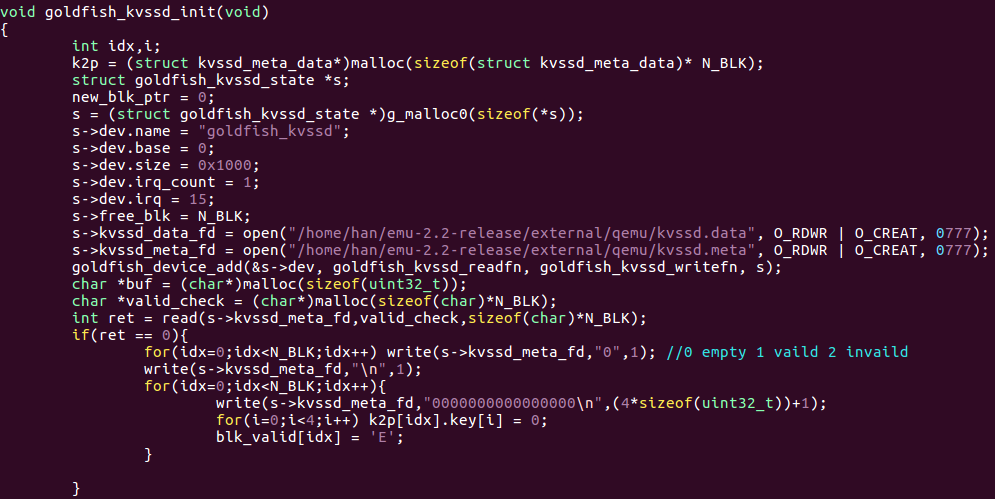 void goldfish_kvssd_init(void)
{
        int idx,i;
        k2p = (struct kvssd_meta_data*)malloc(sizeof(struct kvssd_meta_data)* N_BLK);
        struct goldfish_kvssd_state *s;
        new_blk_ptr = 0;
        s = (struct goldfish_kvssd_state *)g_malloc0(sizeof(*s));
        s->dev.name = "goldfish_kvssd";
        s->dev.base = 0;
        s->dev.size = 0x1000;
        s->dev.irq_count = 1;
        s->dev.irq = 15;
        s->free_blk = N_BLK;
        s->kvssd_data_fd = open("/home/han/emu-2.2-release/external/qemu/kvssd.data", O_RDWR | O_CREAT, 0777);
        s->kvssd_meta_fd = open("/home/han/emu-2.2-release/external/qemu/kvssd.meta", O_RDWR | O_CREAT, 0777);
        goldfish_device_add(&s->dev, goldfish_kvssd_readfn, goldfish_kvssd_writefn, s);
        char *buf = (char*)malloc(sizeof(uint32_t));
        char *valid_check = (char*)malloc(sizeof(char)*N_BLK);
        int ret = read(s->kvssd_meta_fd,valid_check,sizeof(char)*N_BLK);
        if(ret == 0){
                for(idx=0;idx<N_BLK;idx++) write(s->kvssd_meta_fd,"0",1); //0 empty 1 vaild 2 invaild
                write(s->kvssd_meta_fd,"\n",1);
                for(idx=0;idx<N_BLK;idx++){
                        write(s->kvssd_meta_fd,"0000000000000000\n",(4*sizeof(uint32_t))+1);
                        for(i=0;i<4;i++) k2p[idx].key[i] = 0;
                        blk_valid[idx] = 'E';
                }
        }